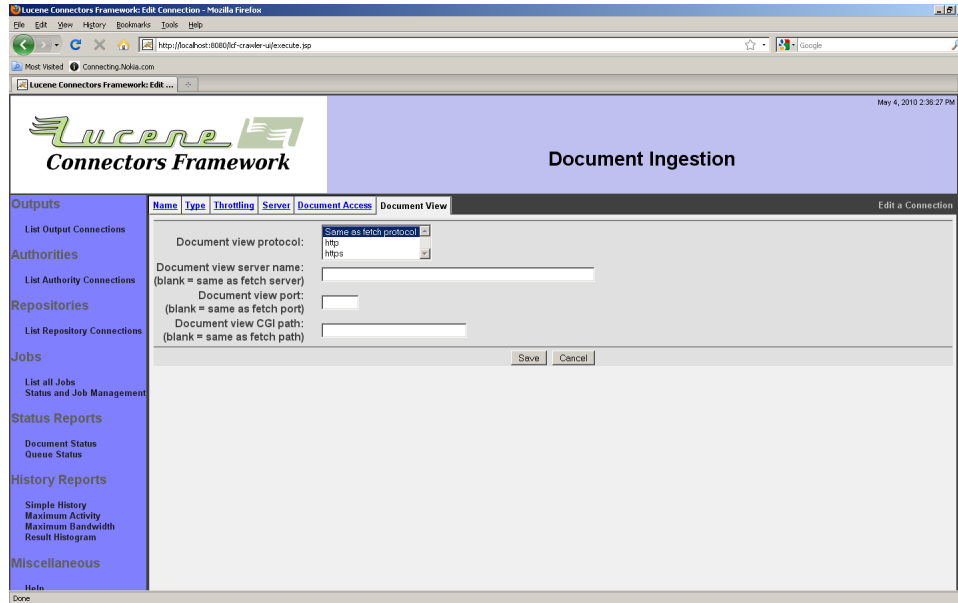 Lucene Connectors Framework: Edit Connection - Mozilla Firefox
File Edit View History Bookmarks Tools Help
http://localhost:8080/lcf-crawler-ui/execute.jsp
Google
Most Visited Connecting.Nokia.com
Lucene Connectors Framework: Edit ...
May 4, 2010 2:36:27 PM
Lucene
Connectors Framework
Document Ingestion
Outputs
Name Type Throttling Server Document Access Document View
Edit a Connection
List Output Connections
Authorities
List Authority Connections
Repositories
List Repository Connections
Jobs
List all Jobs
Status and Job Management
Status Reports
Document Status
Queue Status
History Reports
Simple History
Maximum Activity
Maximum Bandwidth
Result Histogram
Miscellaneous
Help
Document view protocol:
Same as fetch protocol
http
https
Document view server name:
(blank = same as fetch server)
Document view port:
(blank = same as fetch port)
Document view CGI path:
(blank = same as fetch path)
Save Cancel
Done